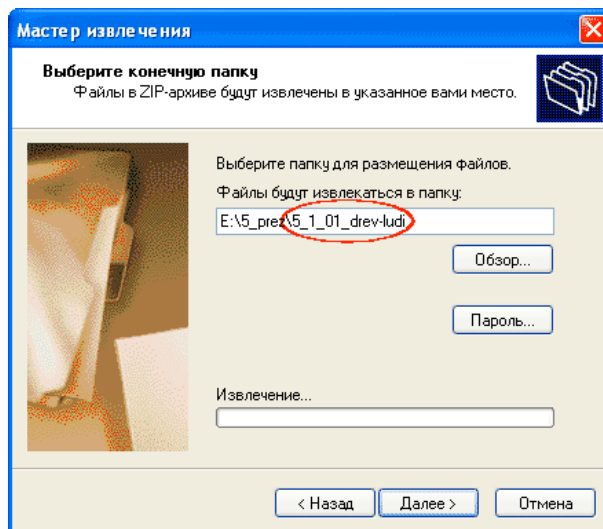 Мастер извлечения
Выберите конечную папку
Файлы в ZIP-архиве будут извлечены в указанное вами место.
Выберите папку для размещения файлов.
Файлы будут извлекаться в папку:
E:\5_prez\5_1_01_drev-ludi
Обзор...
Пароль...
Извлечение...
< Назад
Далее >
Отмена